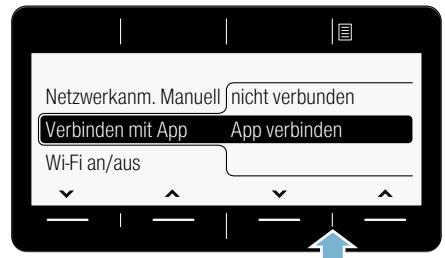 Netzwerkanm. Manuell nicht verbunden
Verbinden mit App App verbinden
Wi-Fi an/aus